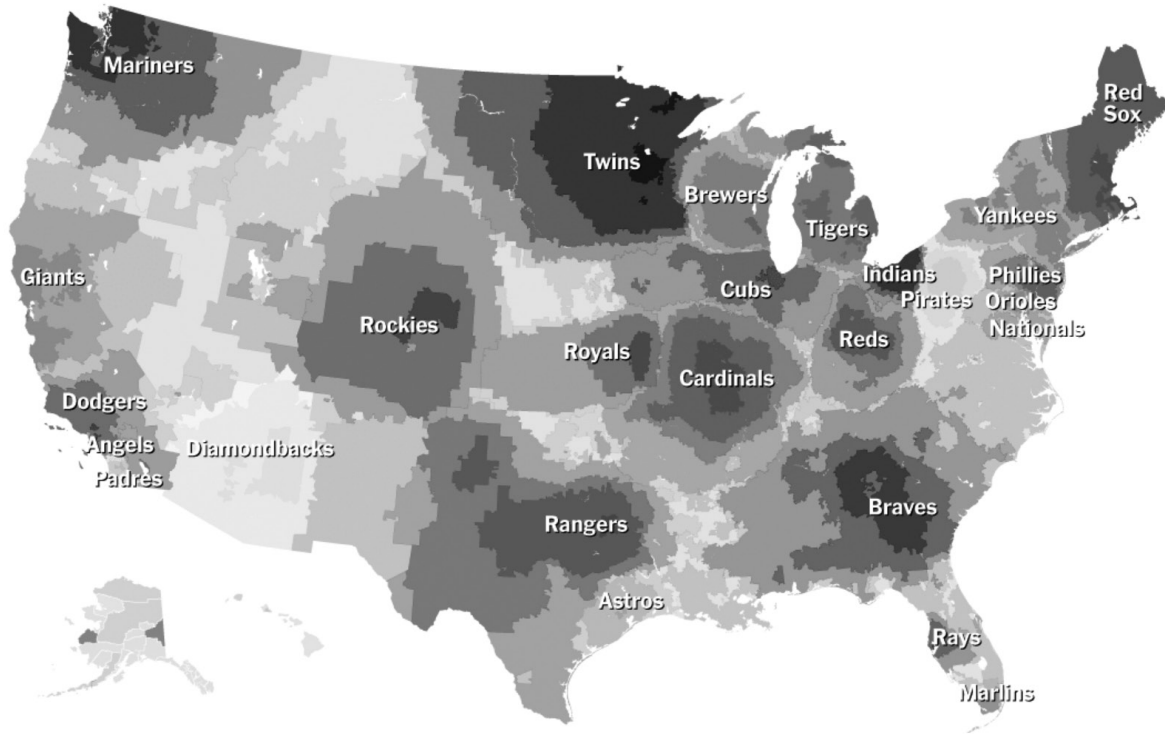 Mariners
Red
Sox
Twins
Brewers
Yankees
Tigers
Giants
Indians
Phillies
Cubs
Pirates
Orioles
Rockies
Nationals
Reds
Royals
Cardinals
Dodgers
Angels
Diamondbacks
Padres
Braves
Rangers
Astros
Rays
Marlins